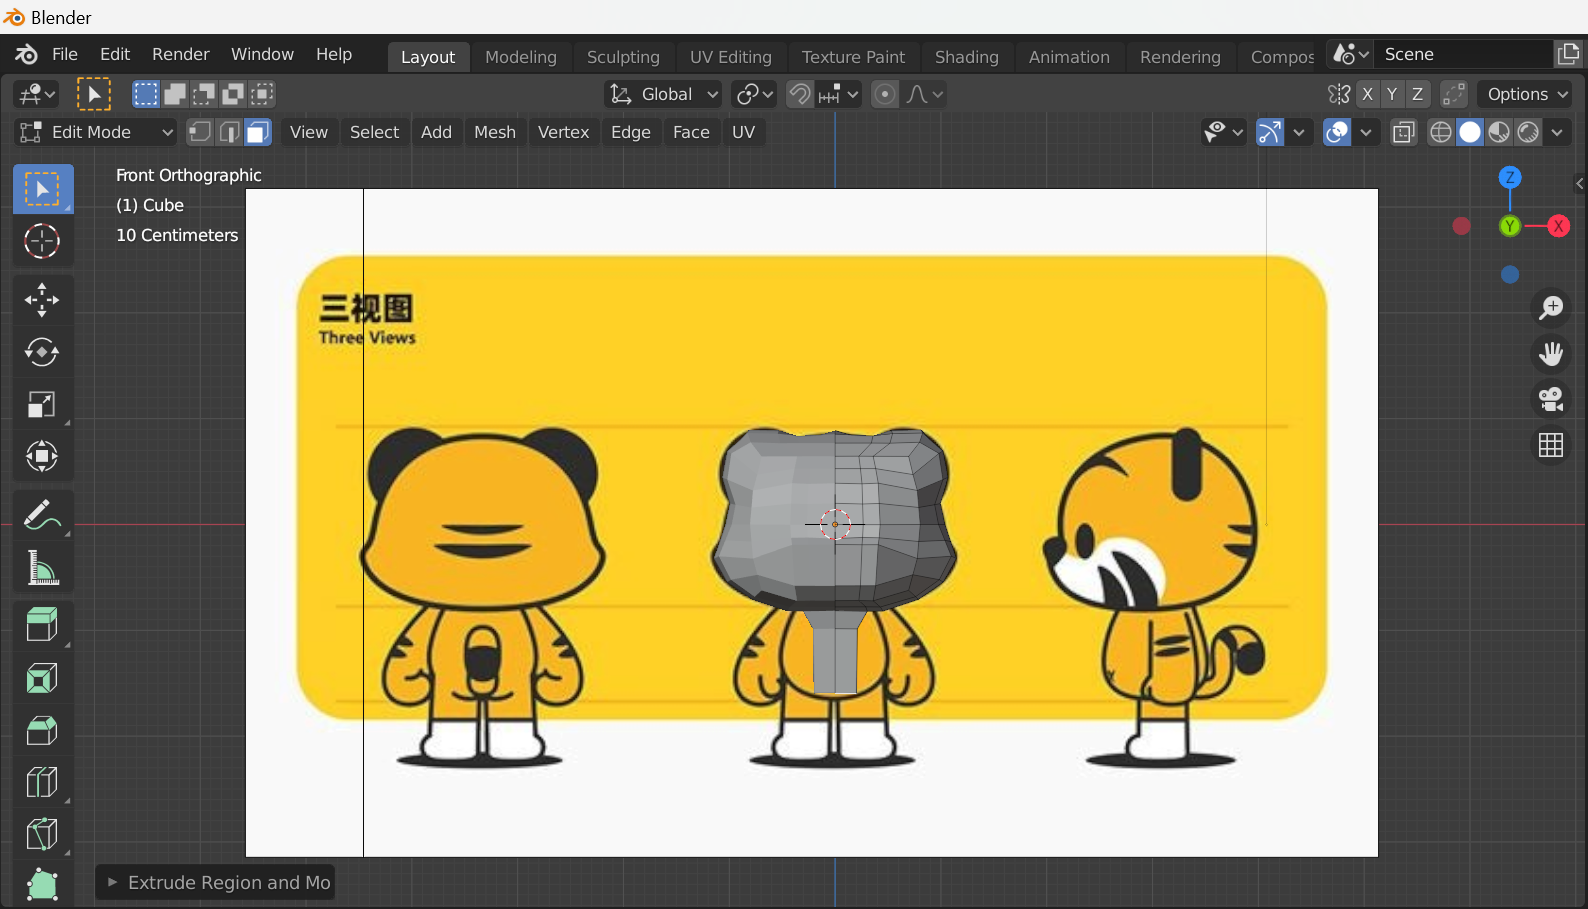 Blender
File Edit Render Window Help Layout Modeling Sculpting UV Editing Texture Paint Shading Animation Rendering Compos Scene
Global X Y Z Options
Edit Mode View Select Add Mesh Vertex Edge Face UV
Front Orthographic
(1) Cube
10 Centimeters
Z
Y X
三视图
Three Views
Extrude Region and Mo